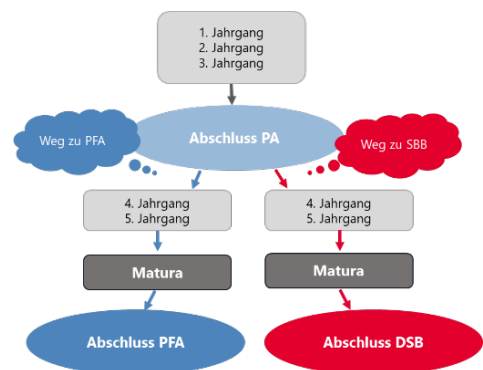 1. Jahrgang
2. Jahrgang
3. Jahrgang
Weg zu PFA
Abschluss PA
Weg zu SBB
4. Jahrgang
5. Jahrgang
4. Jahrgang
5. Jahrgang
Matura
Matura
Abschluss PFA
Abschluss DSB